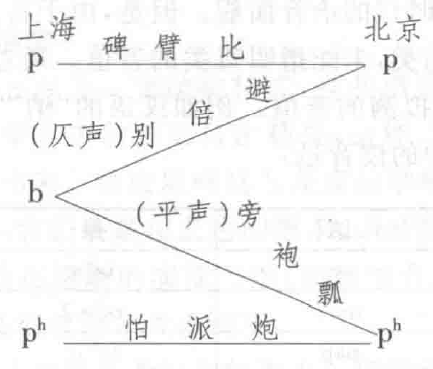 上海 北京
p 碑 臂 比 p
避
倍
(仄声)别
b
(平声)旁
袍
瓢
pʰ 怕 派 炮 pʰ